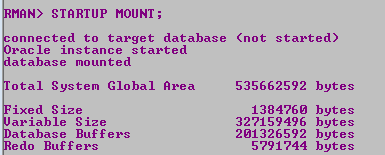 RMAN> STARTUP MOUNT;
connected to target database (not started)
Oracle instance started
database mounted
Total System Global Area 535662592 bytes
Fixed Size 1384760 bytes
Variable Size 327159496 bytes
Database Buffers 201326592 bytes
Redo Buffers 5791744 bytes